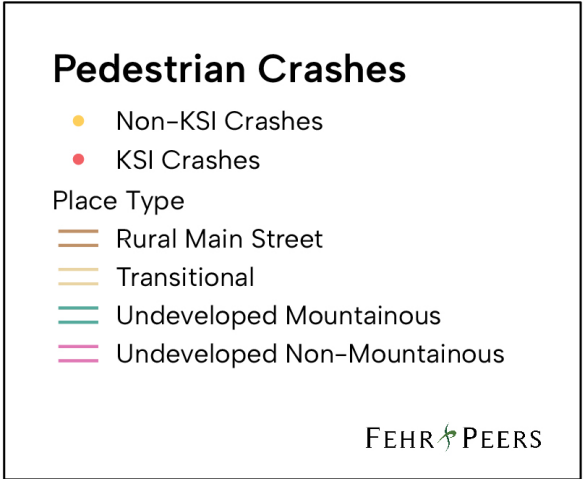 Pedestrian Crashes
Non-KSI Crashes
KSI Crashes
Place Type
Rural Main Street
Transitional
Undeveloped Mountainous
Undeveloped Non-Mountainous
FEHR PEERS